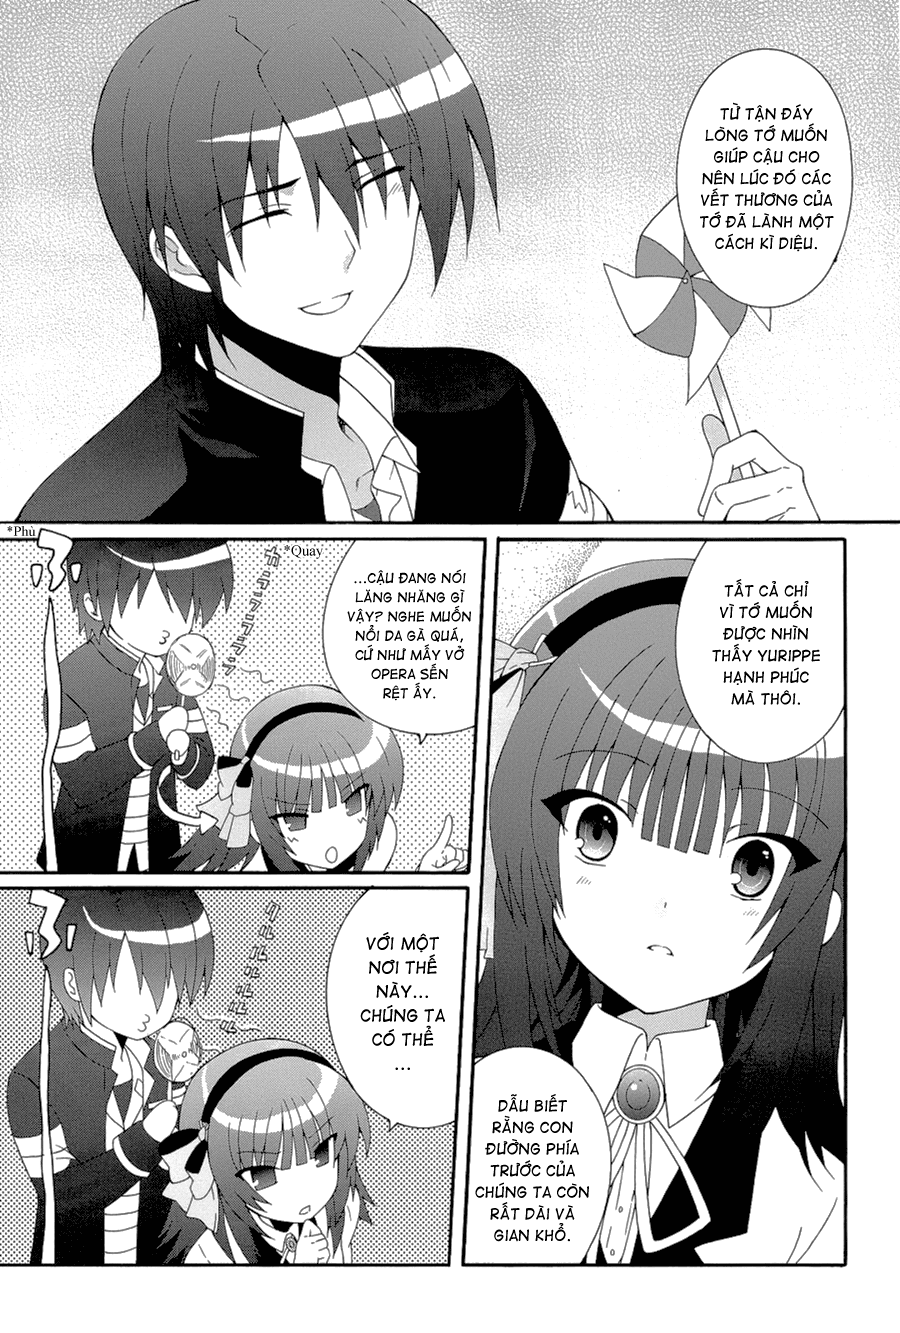 TỪ TẬN ĐÁY
LÒNG TỚ MUỐN
GIÚP CẬU CHO
NÊN LÚC ĐÓ CÁC
VẾT THƯƠNG CỦA
TỚ ĐÃ LÀNH MỘT
CÁCH KÌ DIỆU.
TẤT CẢ CHỈ
VÌ TỚ MUỐN
ĐƯỢC NHÌN
THẤY YURIPPE
HẠNH PHÚC
MÀ THÔI.
DẪU BIẾT
RẰNG CON
ĐƯỜNG PHÍA
TRƯỚC CỦA
CHÚNG TA CÒN
RẤT DÀI VÀ
GIAN KHỔ.
*Phù
*Quay
...CẬU ĐANG NÓI
LĂNG NHĂNG GÌ
VẬY? NGHE MUỐN
NỔI DA GÀ QUÁ,
CỨ NHƯ MẤY VỞ
OPERA SẾN
RỆT ẤY.
VỚI MỘT
NƠI THẾ
NÀY...
CHÚNG TA
CÓ THỂ
...